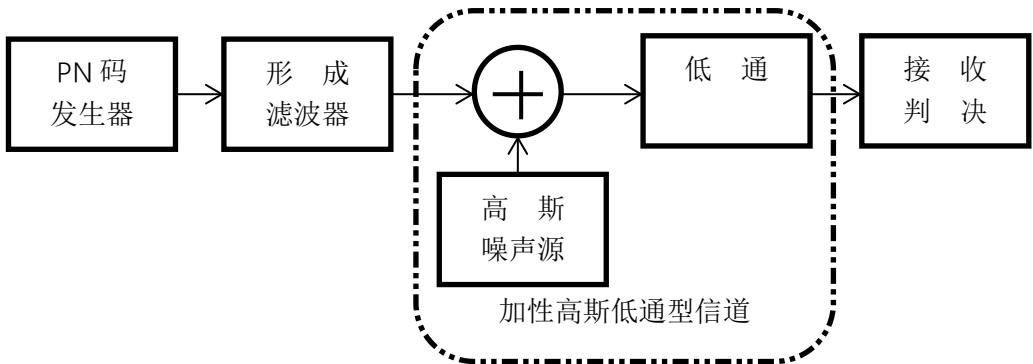 PN 码
发生器
形 成
滤波器
低 通
接 收
判 决
高 斯
噪声源
加性高斯低通型信道